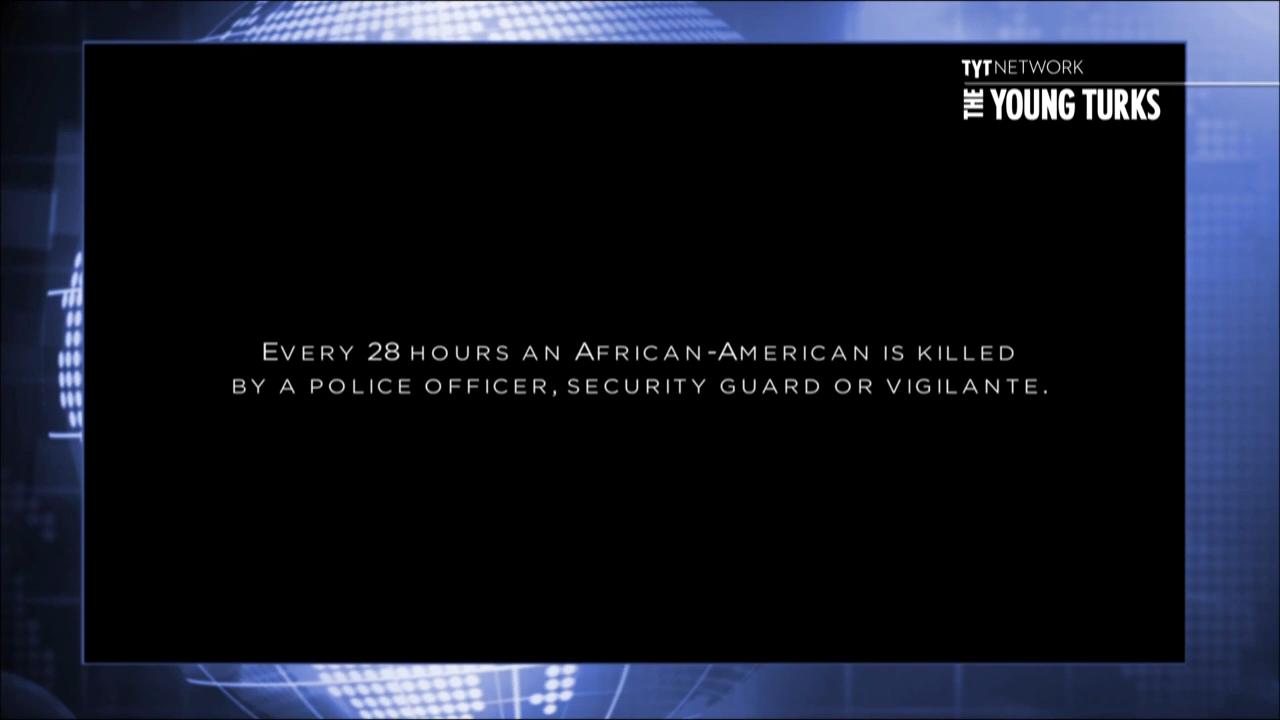 TYT NETWORK
THE YOUNG TURKS
EVERY 28 HOURS AN AFRICAN-AMERICAN IS KILLED
BY A POLICE OFFICER, SECURITY GUARD OR VIGILANTE.